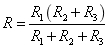 R = R₁(R₂ + R₃) / (R₁ + R₂ + R₃)